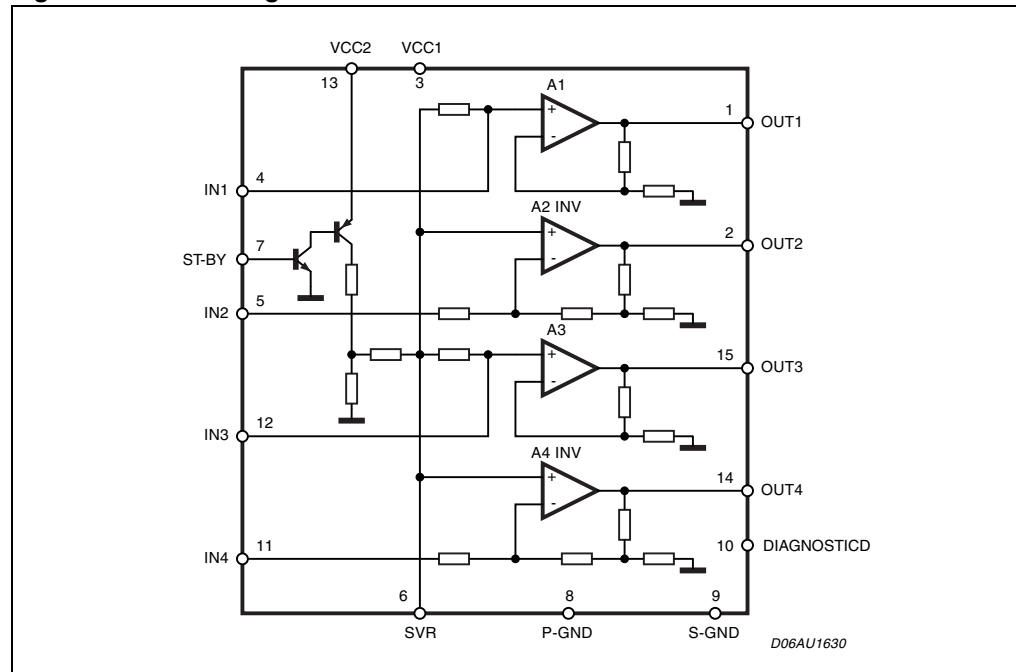 VCC2 VCC1
13 3
A1
1 OUT1
+
-
4
IN1
A2 INV
2 OUT2
+
-
7
ST-BY
5
IN2
A3
15 OUT3
+
-
12
IN3
A4 INV
14 OUT4
+
-
10 DIAGNOSTICD
11
IN4
6 8 9
SVR P-GND S-GND
D06AU1630